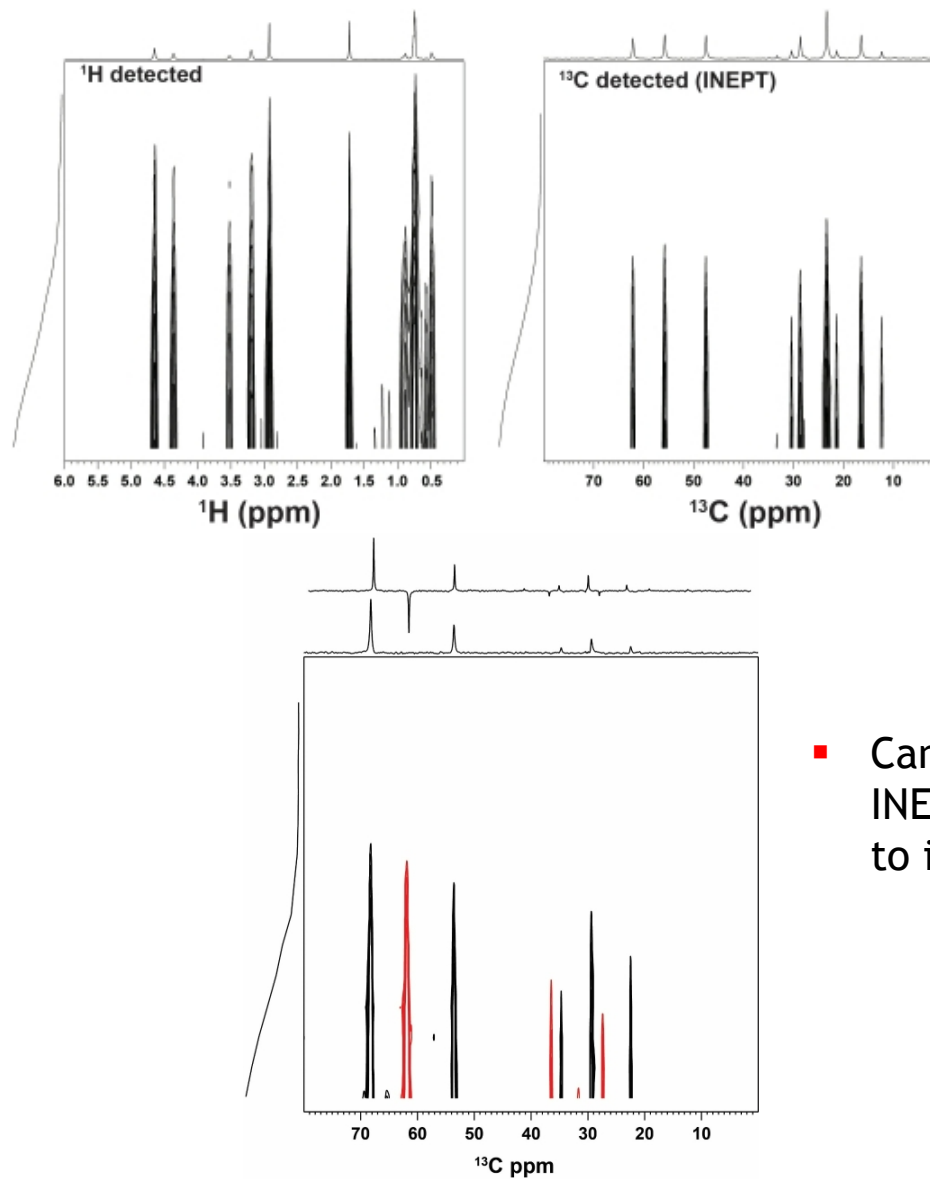 ¹H detected
6.0 5.5 5.0 4.5 4.0 3.5 3.0 2.5 2.0 1.5 1.0 0.5
¹H (ppm)
¹³C detected (INEPT)
70 60 50 40 30 20 10
¹³C (ppm)
70 60 50 40 30 20 10
¹³C ppm
▪ Car
INE
to i